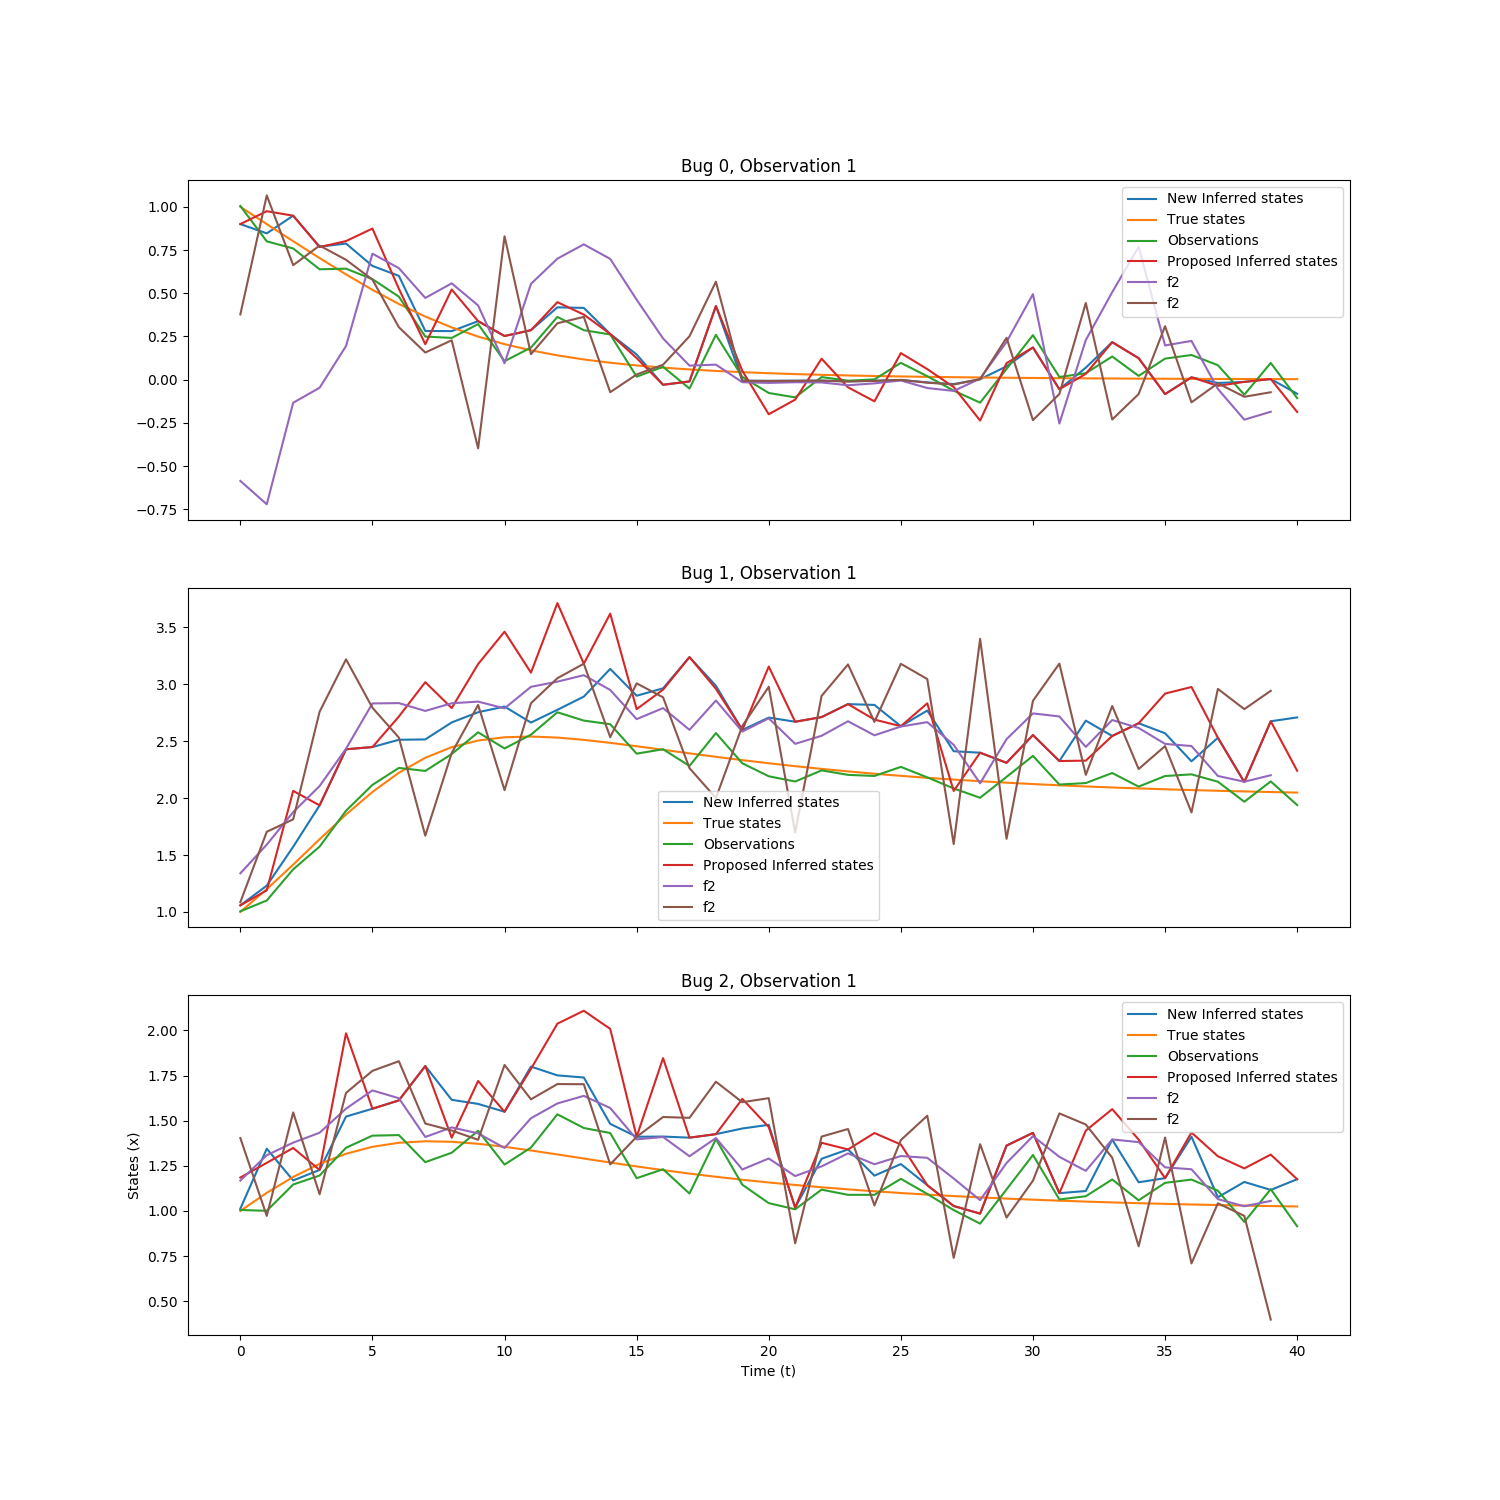 Bug 0, Observation 1
1.00
0.75
0.50
0.25
0.00
−0.25
−0.50
−0.75
New Inferred states
True states
Observations
Proposed Inferred states
f2
f2
Bug 1, Observation 1
3.5
3.0
2.5
2.0
1.5
1.0
New Inferred states
True states
Observations
Proposed Inferred states
f2
f2
Bug 2, Observation 1
States (x)
2.00
1.75
1.50
1.25
1.00
0.75
0.50
New Inferred states
True states
Observations
Proposed Inferred states
f2
f2
0 5 10 15 20 25 30 35 40
Time (t)